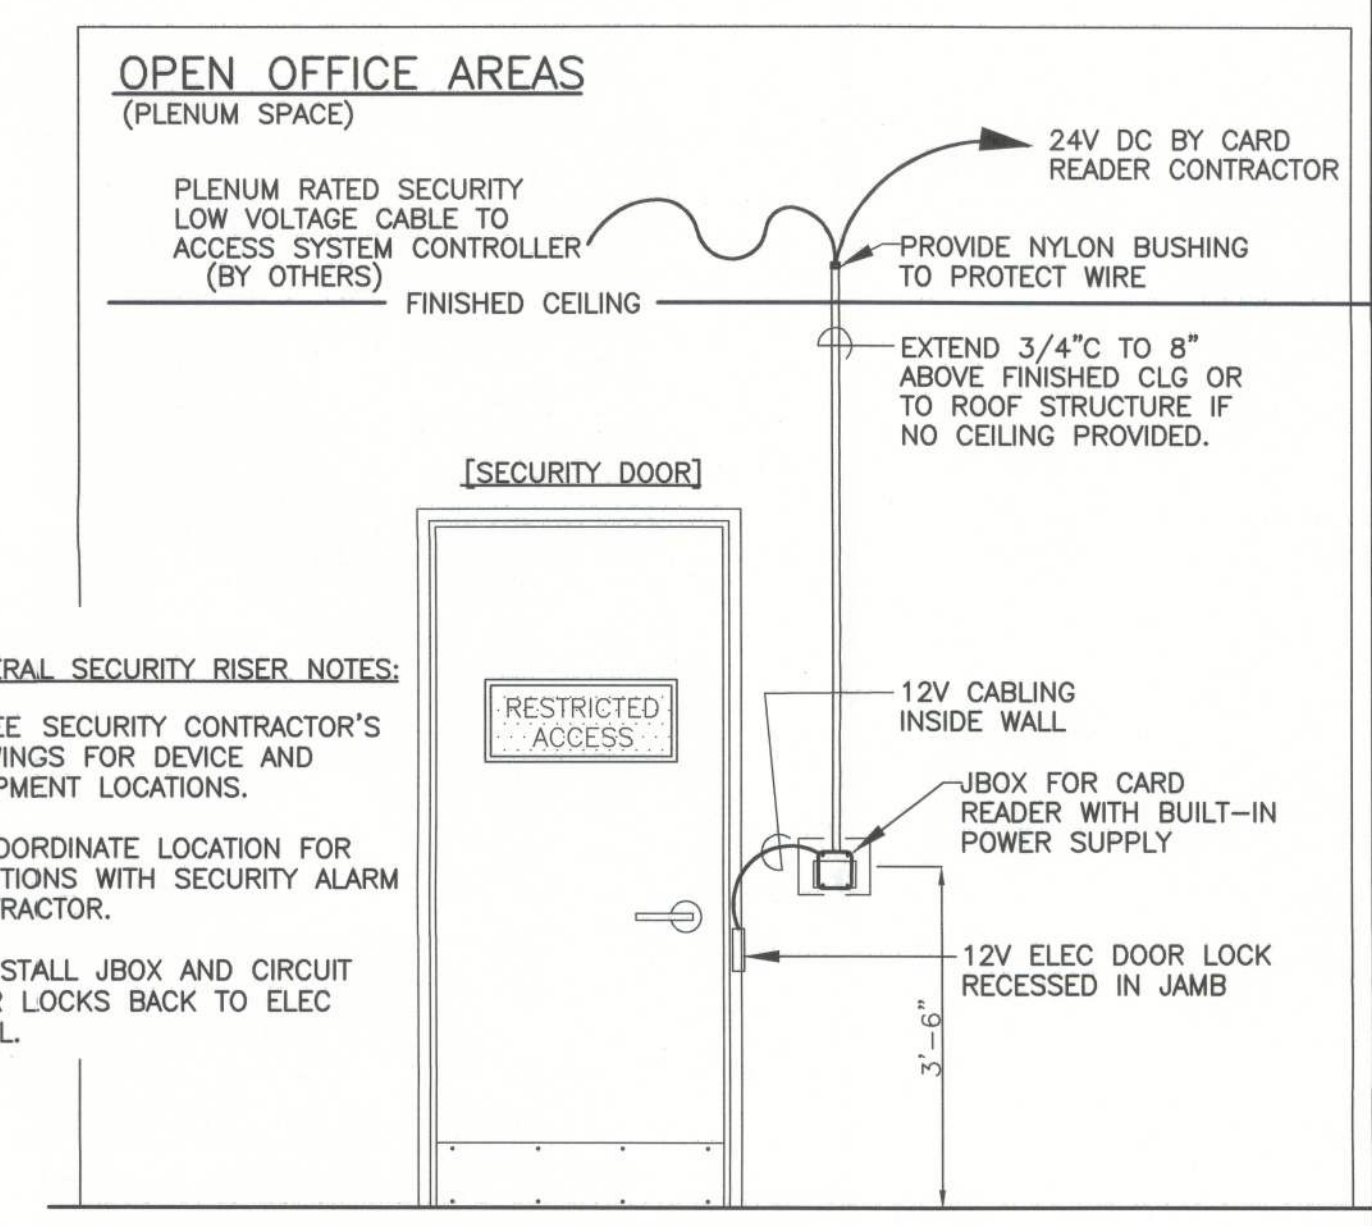 OPEN OFFICE AREAS
(PLENUM SPACE)
24V DC BY CARD
READER CONTRACTOR
PLENUM RATED SECURITY
LOW VOLTAGE CABLE TO
ACCESS SYSTEM CONTROLLER
(BY OTHERS)
PROVIDE NYLON BUSHING
TO PROTECT WIRE
FINISHED CEILING
EXTEND 3/4"C TO 8"
ABOVE FINISHED CLG OR
TO ROOF STRUCTURE IF
NO CEILING PROVIDED.
[SECURITY DOOR]
SECURITY RISER NOTES:
SECURITY CONTRACTOR'S
FOR DEVICE AND
LOCATIONS.
LOCATION FOR
WITH SECURITY ALARM
JBOX AND CIRCUIT
LOCKS BACK TO ELEC
RESTRICTED
ACCESS
12V CABLING
INSIDE WALL
JBOX FOR CARD
READER WITH BUILT-IN
POWER SUPPLY
12V ELEC DOOR LOCK
RECESSED IN JAMB
3'-6"